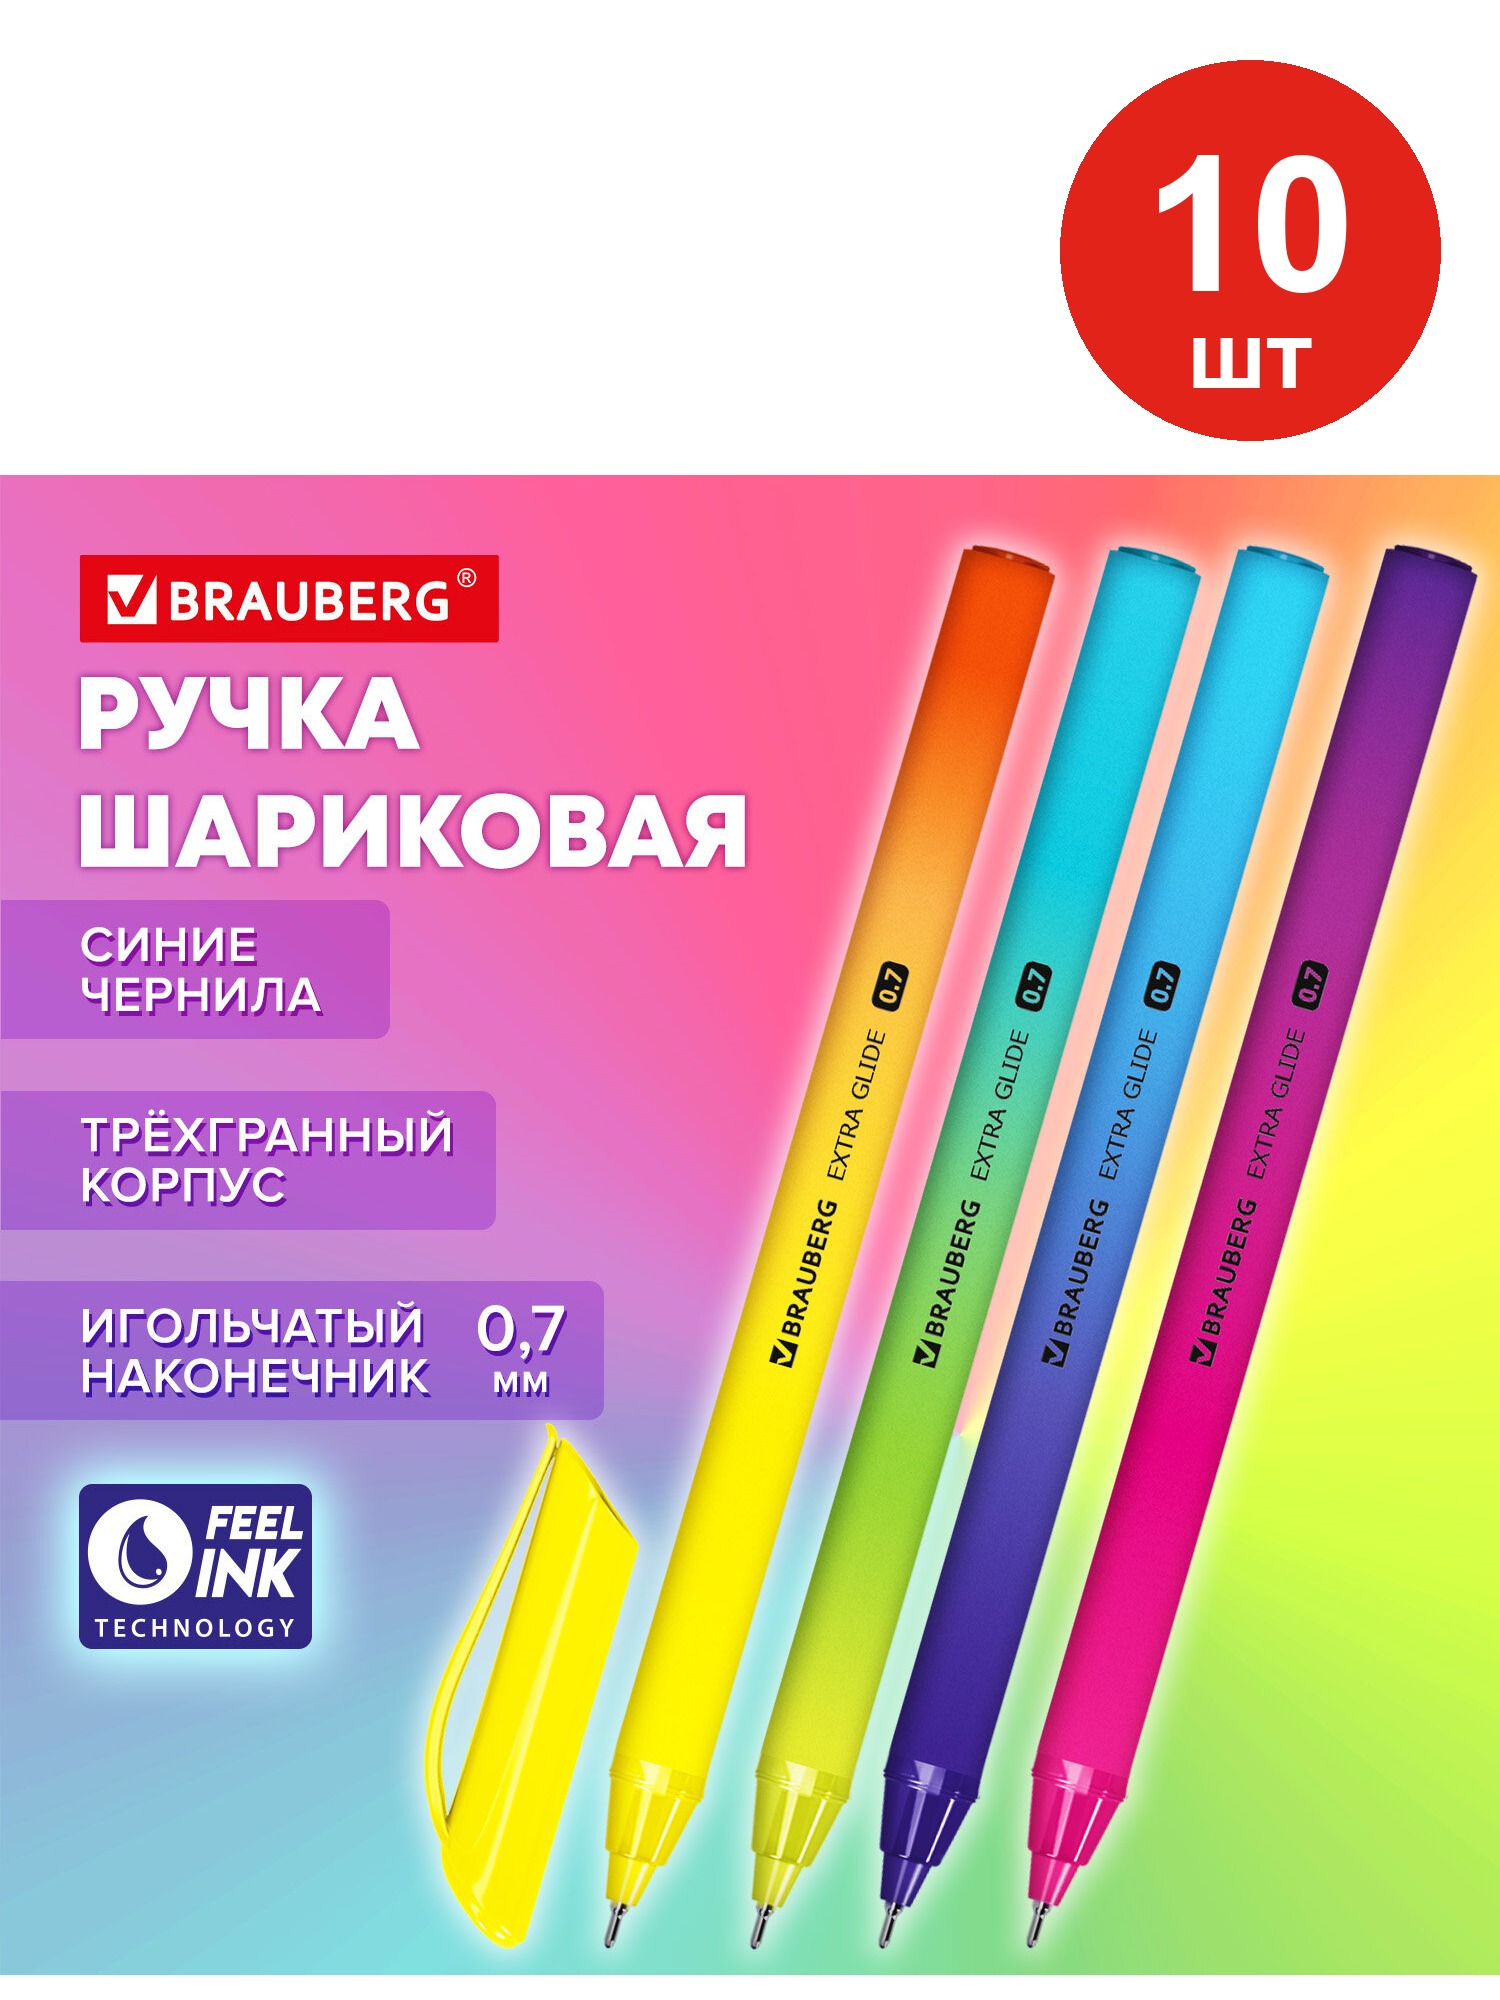 10
шт
BRAUBERG®
РУЧКА
ШАРИКОВАЯ
СИНИЕ
ЧЕРНИЛА
ТРЁХГРАННЫЙ
КОРПУС
ИГОЛЬЧАТЫЙ
НАКОНЕЧНИК
0,7
мм
FEEL
INK
TECHNOLOGY
BRAUBERG EXTRA GLIDE 0.7
BRAUBERG EXTRA GLIDE 0.7
BRAUBERG EXTRA GLIDE 0.7
BRAUBERG EXTRA GLIDE 0.7